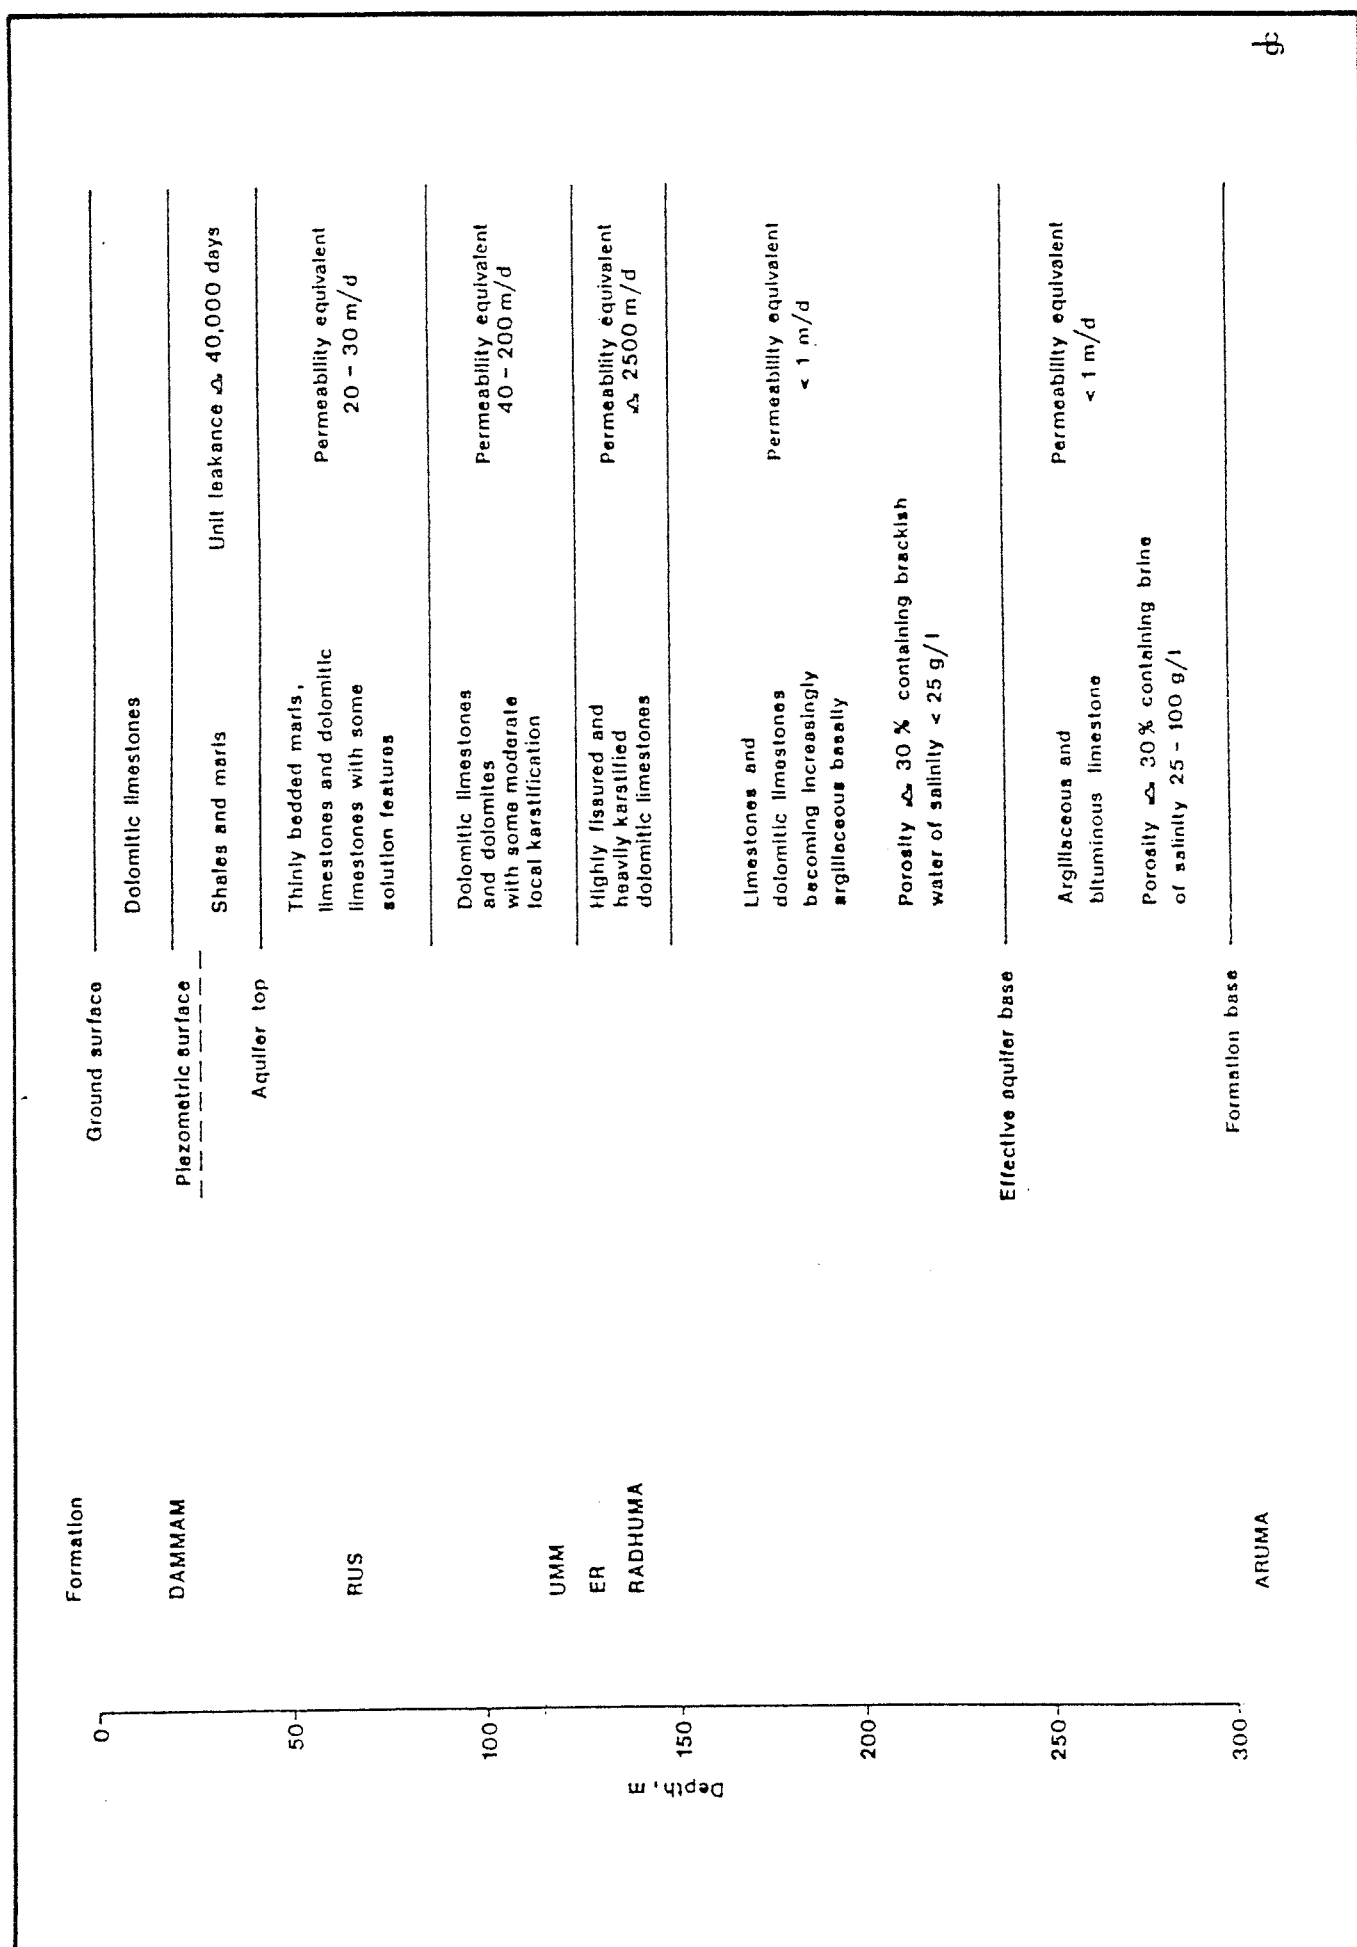 Formation
Ground surface
Dolomitic limestones
DAMMAM
Piezometric surface
Shales and marls
Unit leakance ≏ 40,000 days
Aquifer top
RUS
Thinly bedded marls,
limestones and dolomitic
limestones with some
solution features
Permeability equivalent
20 - 30 m/d
Dolomitic limestones
and dolomites
with some moderate
local karstification
Permeability equivalent
40 - 200 m/d
UMM
ER
RADHUMA
Highly fissured and
heavily karstified
dolomitic limestones
Permeability equivalent
≏ 2500 m/d
Limestones and
dolomitic limestones
becoming increasingly
argillaceous basally
Permeability equivalent
< 1 m/d
Porosity ≏ 30 % containing brackish
water of salinity < 25 g/l
Effective aquifer base
Argillaceous and
bituminous limestone
Permeability equivalent
< 1 m/d
Porosity ≏ 30 % containing brine
of salinity 25 - 100 g/l
Formation base
ARUMA
0
50
100
150
200
250
300
Depth, m